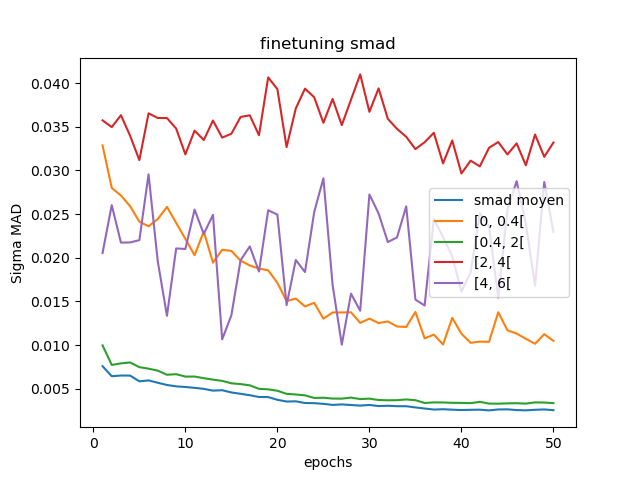 finetuning smad
Sigma MAD
0.040
0.035
0.030
0.025
0.020
0.015
0.010
0.005
smad moyen
[0, 0.4[
[0.4, 2[
[2, 4[
[4, 6[
0 10 20 30 40 50
epochs